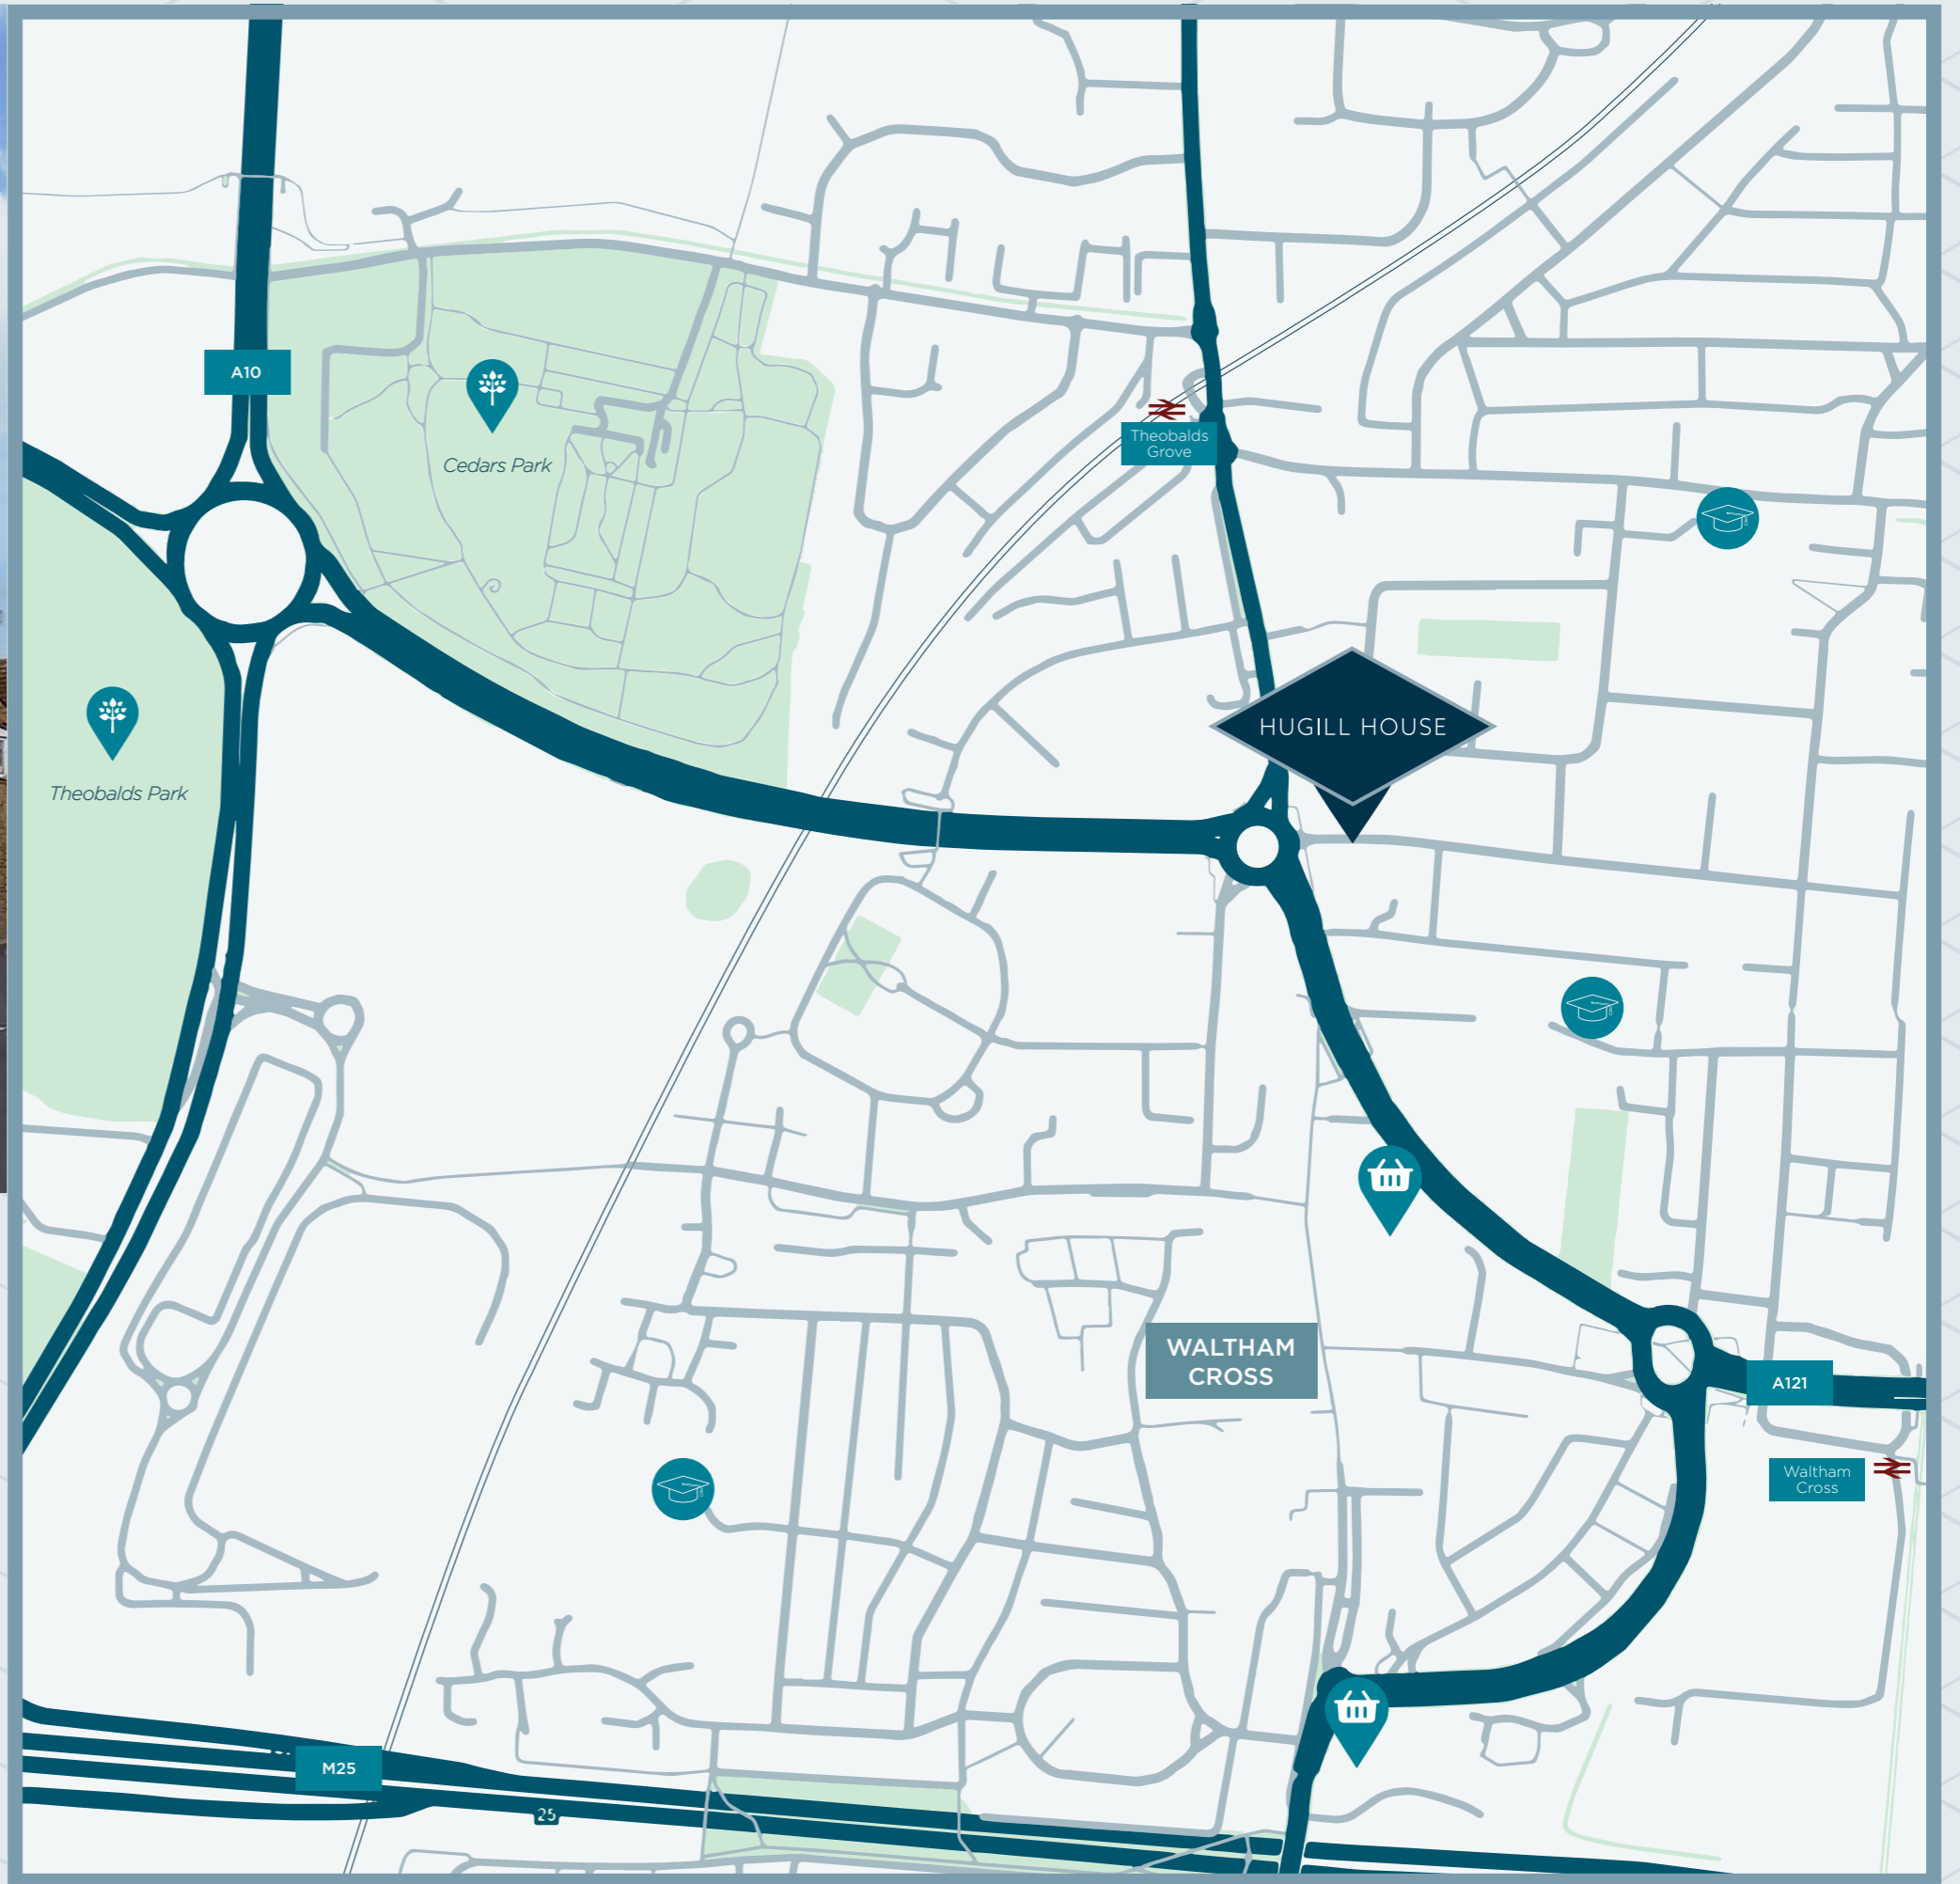 A10
Cedars Park
Theobalds
Grove
HUGILL HOUSE
Theobalds Park
WALTHAM
CROSS
A121
Waltham
Cross
M25
25